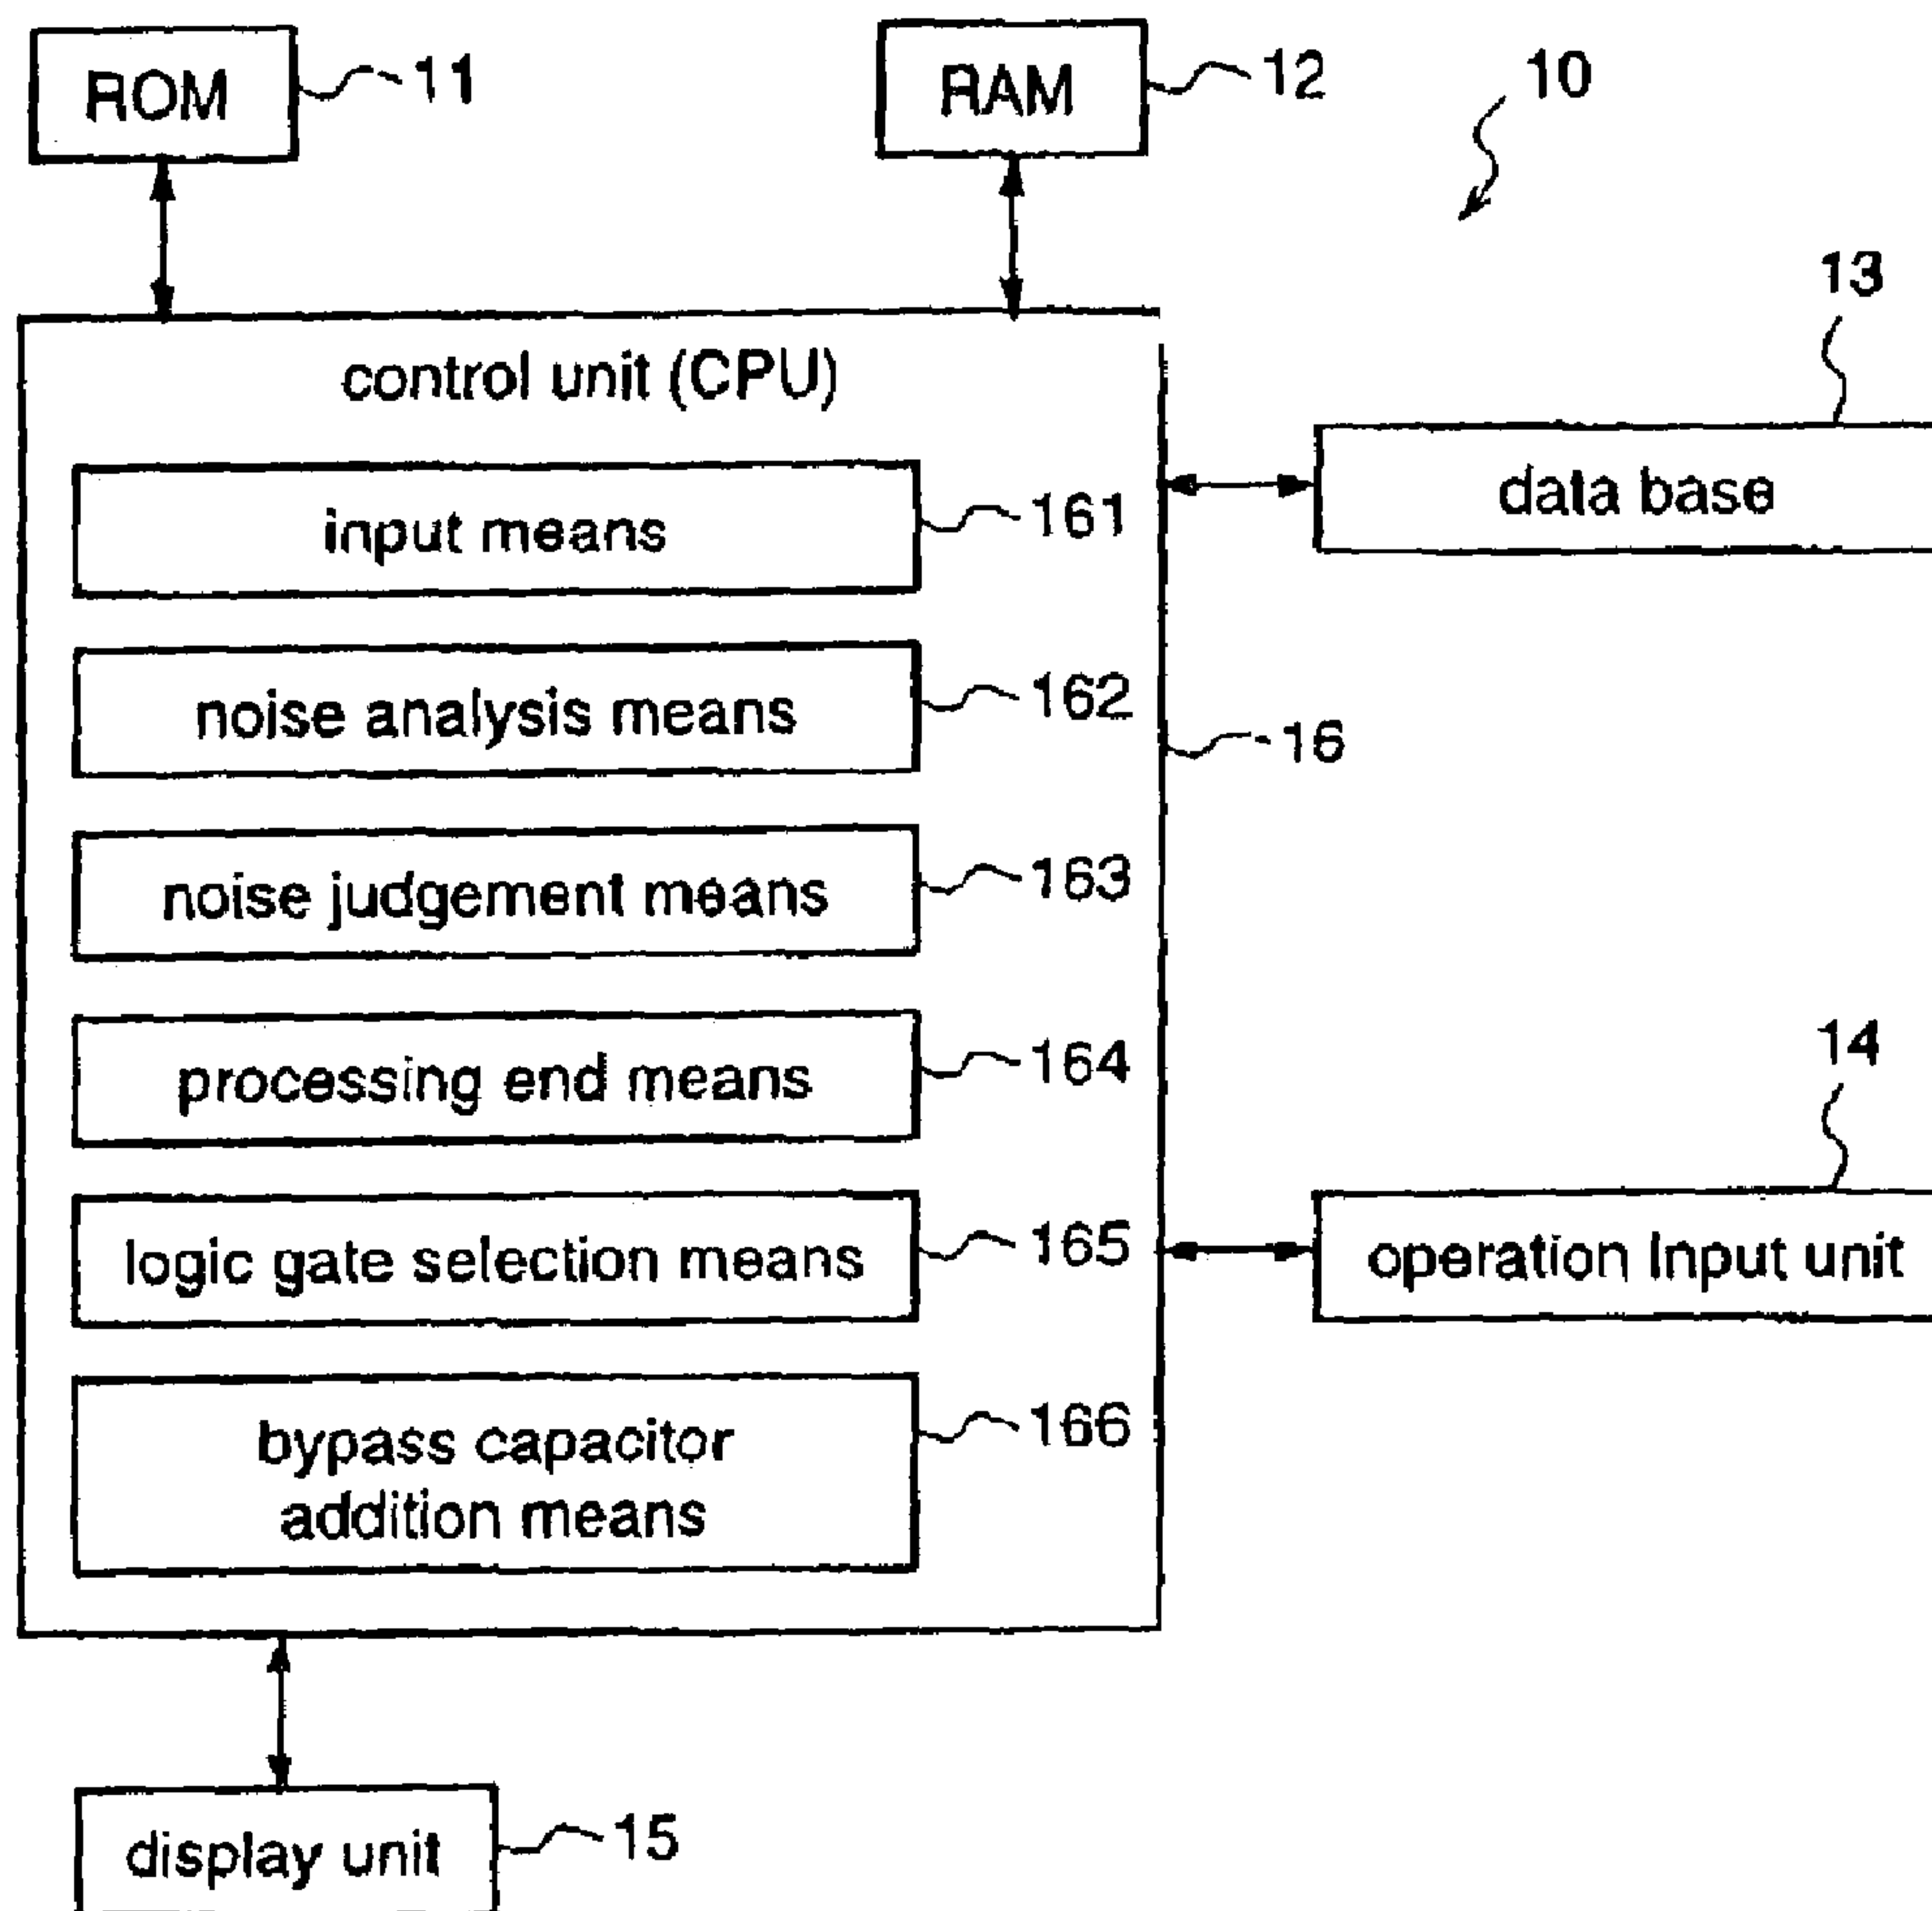 ROM
11
RAM
12
10
13
control unit (CPU)
data base
input means
161
noise analysis means
162
16
noise judgement means
163
processing end means
164
14
logic gate selection means
165
operation Input unit
bypass capacitor
addition means
166
display unit
15